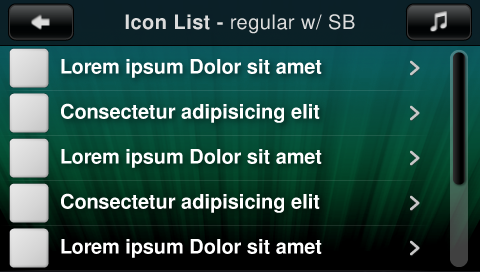 Icon List - regular w/ SB
Lorem ipsum Dolor sit amet
Consectetur adipisicing elit
Lorem ipsum Dolor sit amet
Consectetur adipisicing elit
Lorem ipsum Dolor sit amet